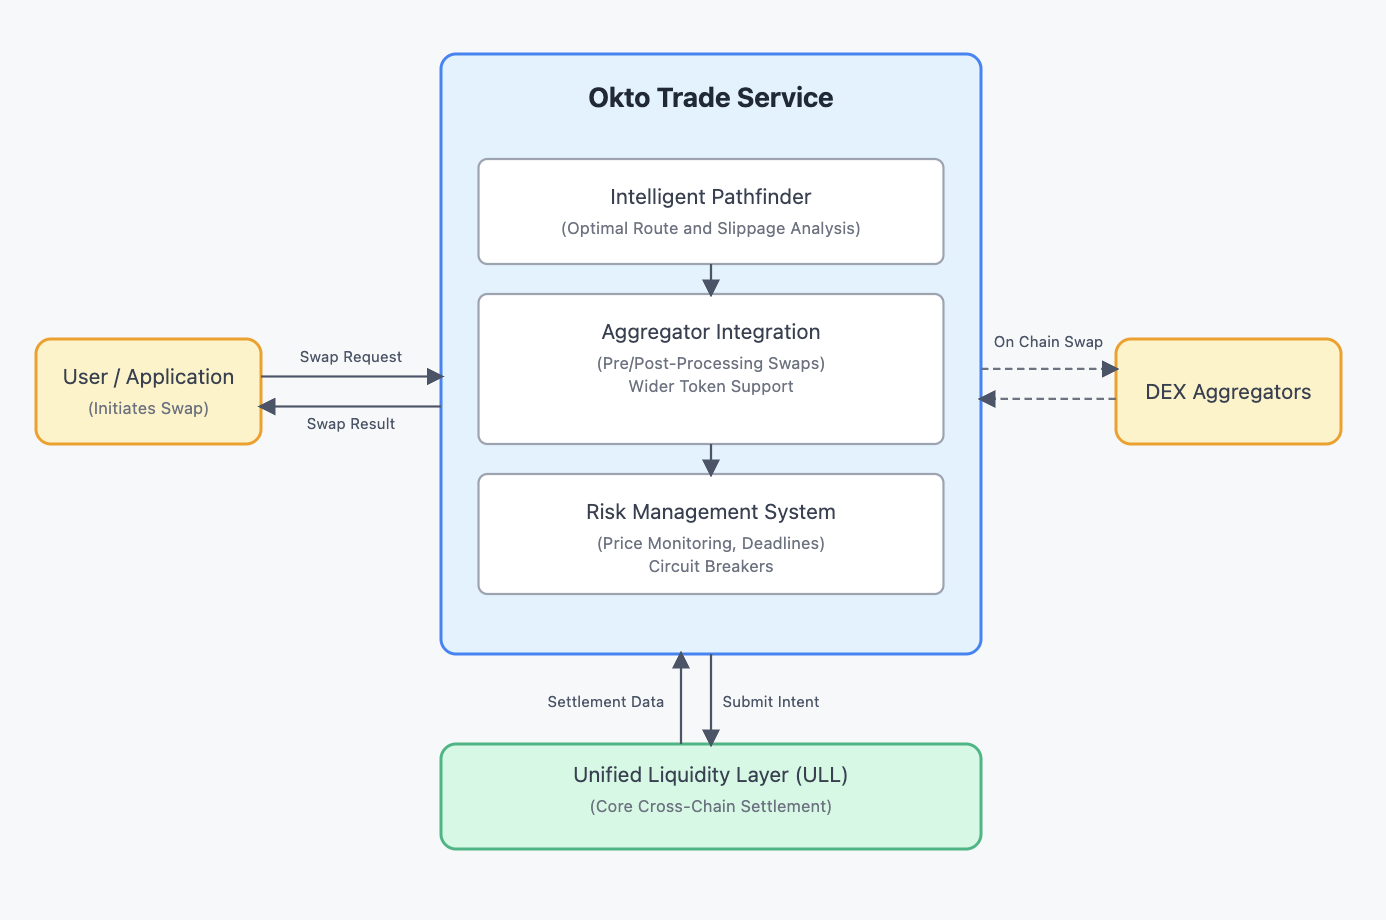 Okto Trade Service
Intelligent Pathfinder
(Optimal Route and Slippage Analysis)
Aggregator Integration
(Pre/Post-Processing Swaps)
Wider Token Support
Risk Management System
(Price Monitoring, Deadlines)
Circuit Breakers
User / Application
(Initiates Swap)
Swap Request
Swap Result
On Chain Swap
DEX Aggregators
Settlement Data
Submit Intent
Unified Liquidity Layer (ULL)
(Core Cross-Chain Settlement)